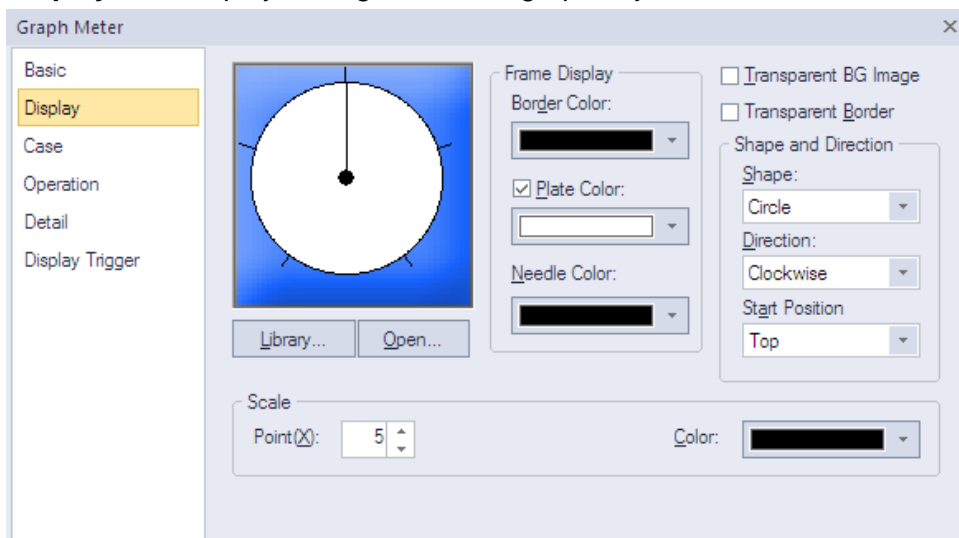 Graph Meter
Basic
Display
Case
Operation
Detail
Display Trigger
Library...
Open...
Frame Display
Border Color:
Plate Color:
Needle Color:
Transparent BG Image
Transparent Border
Shape and Direction
Shape:
Circle
Direction:
Clockwise
Start Position
Top
Scale
Point(X): 5
Color: